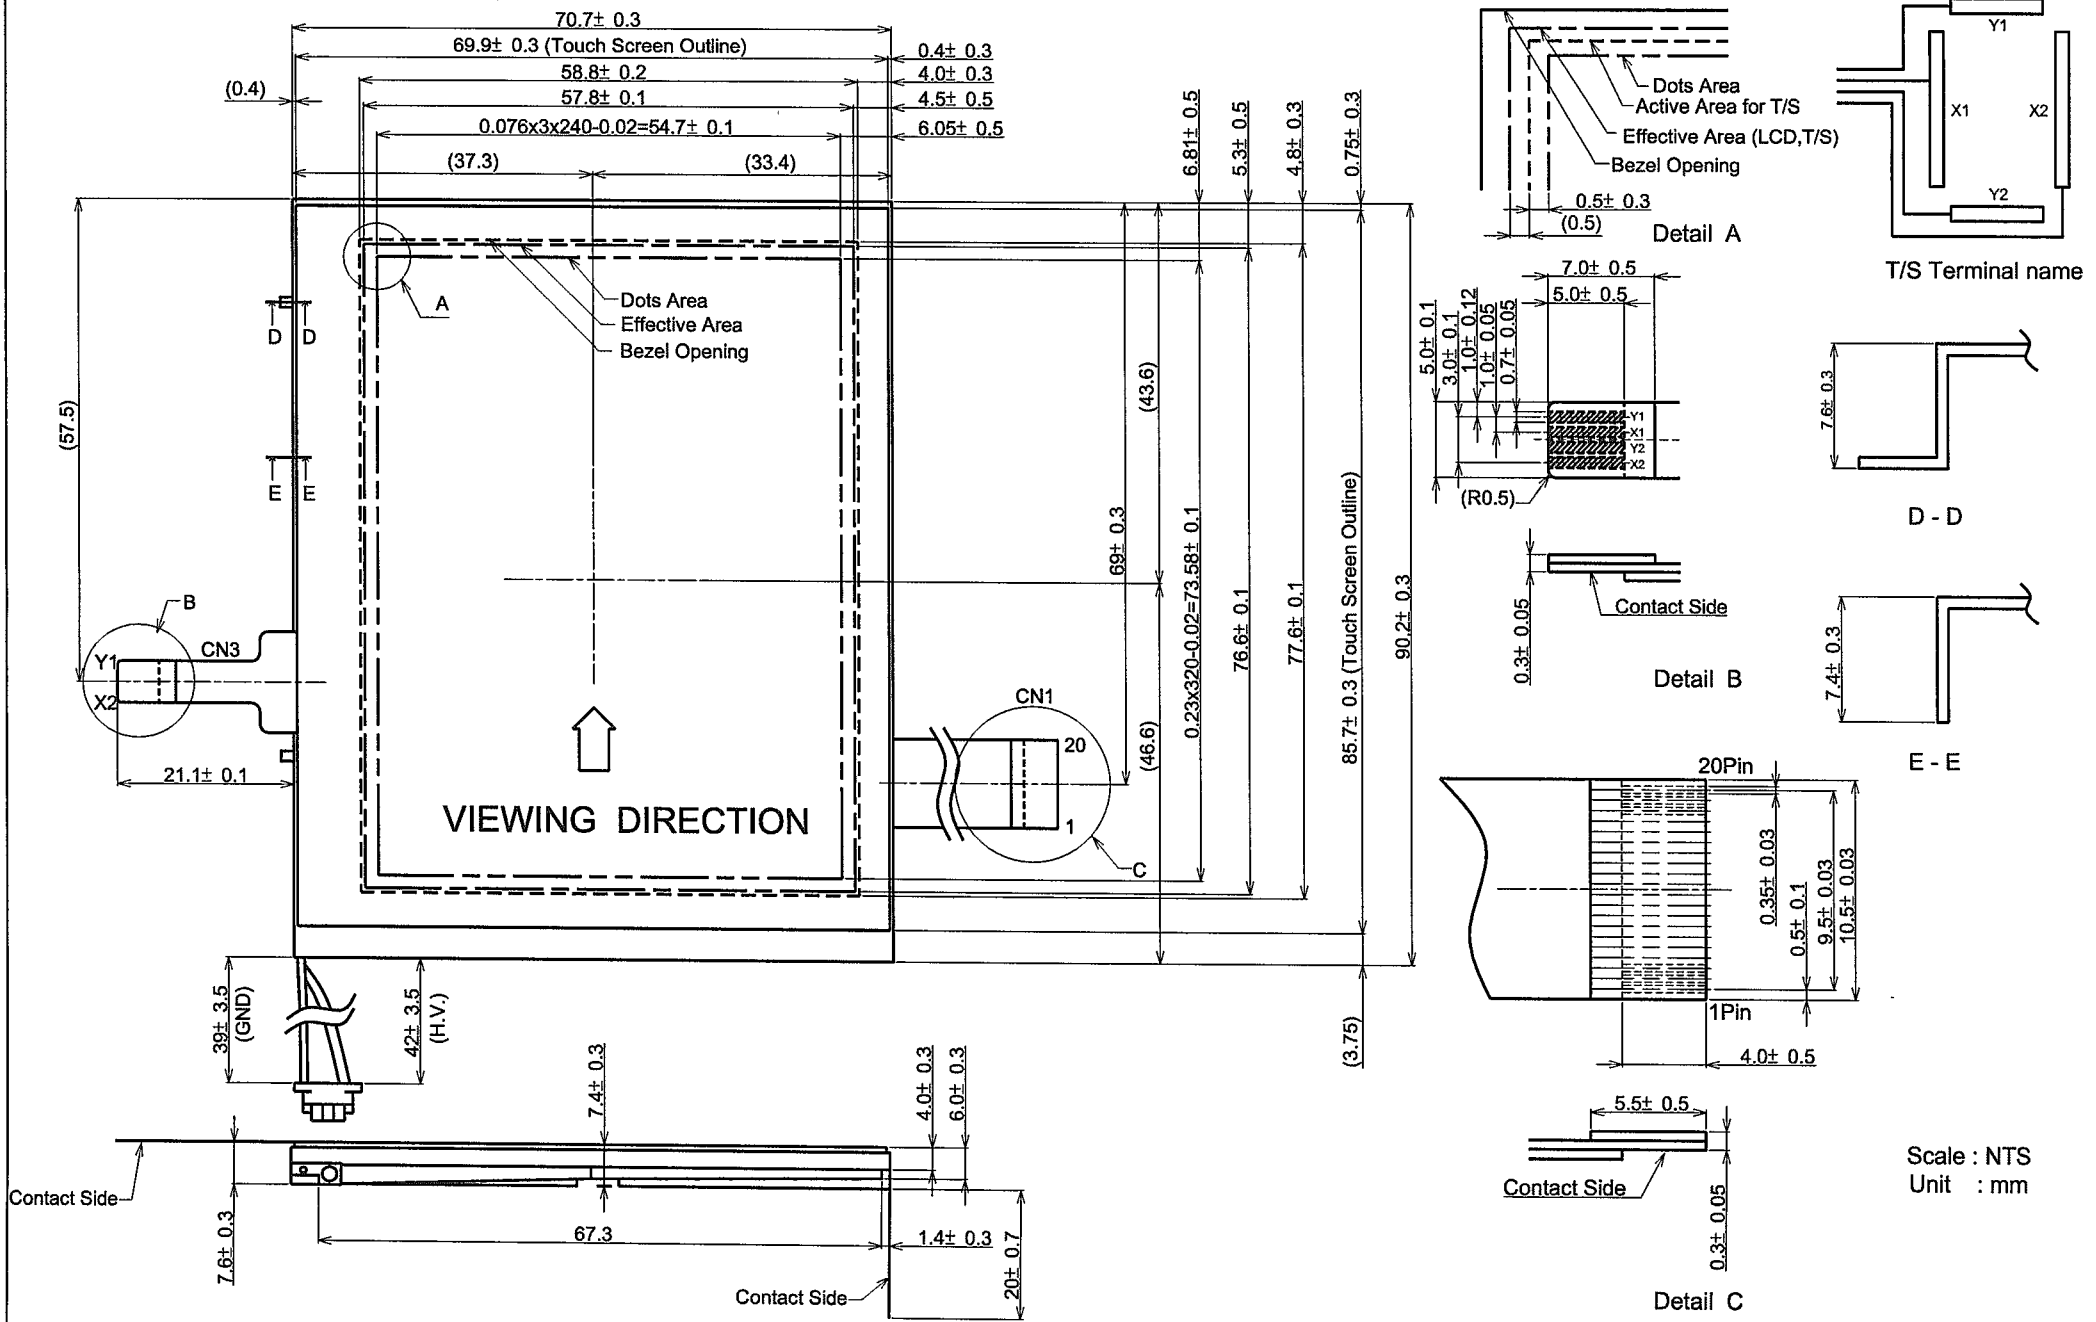 70.7± 0.3
69.9± 0.3 (Touch Screen Outline)
0.4± 0.3
58.8± 0.2
4.0± 0.3
(0.4)
57.8± 0.1
4.5± 0.5
0.076x3x240-0.02=54.7± 0.1
6.05± 0.5
(37.3)
(33.4)
6.81± 0.5
5.3± 0.5
4.8± 0.3
0.75± 0.3
A
Dots Area
Effective Area
Bezel Opening
D
D
E
E
(57.5)
B
CN3
Y1
X2
21.1± 0.1
VIEWING DIRECTION
CN1
20
1
C
(43.6)
69± 0.3
(46.6)
0.23x320-0.02=73.58± 0.1
76.6± 0.1
77.6± 0.1
85.7± 0.3 (Touch Screen Outline)
90.2± 0.3
(3.75)
39± 3.5
(GND)
42± 3.5
(H.V.)
7.4± 0.3
4.0± 0.3
6.0± 0.3
Contact Side
7.6± 0.3
67.3
1.4± 0.3
20± 0.7
Contact Side
Dots Area
Active Area for T/S
Effective Area (LCD,T/S)
Bezel Opening
0.5± 0.3
(0.5)
Detail A
Y1
X1
X2
Y2
T/S Terminal name
7.0± 0.5
5.0± 0.5
5.0± 0.1
3.0± 0.1
1.0± 0.12
1.0± 0.05
0.7± 0.05
Y1
X1
Y2
X2
(R0.5)
0.3± 0.05
Contact Side
Detail B
7.6± 0.3
D - D
7.4± 0.3
E - E
20Pin
0.35± 0.03
0.5± 0.1
9.5± 0.03
10.5± 0.03
1Pin
4.0± 0.5
5.5± 0.5
Contact Side
0.3± 0.05
Detail C
Scale : NTS
Unit : mm